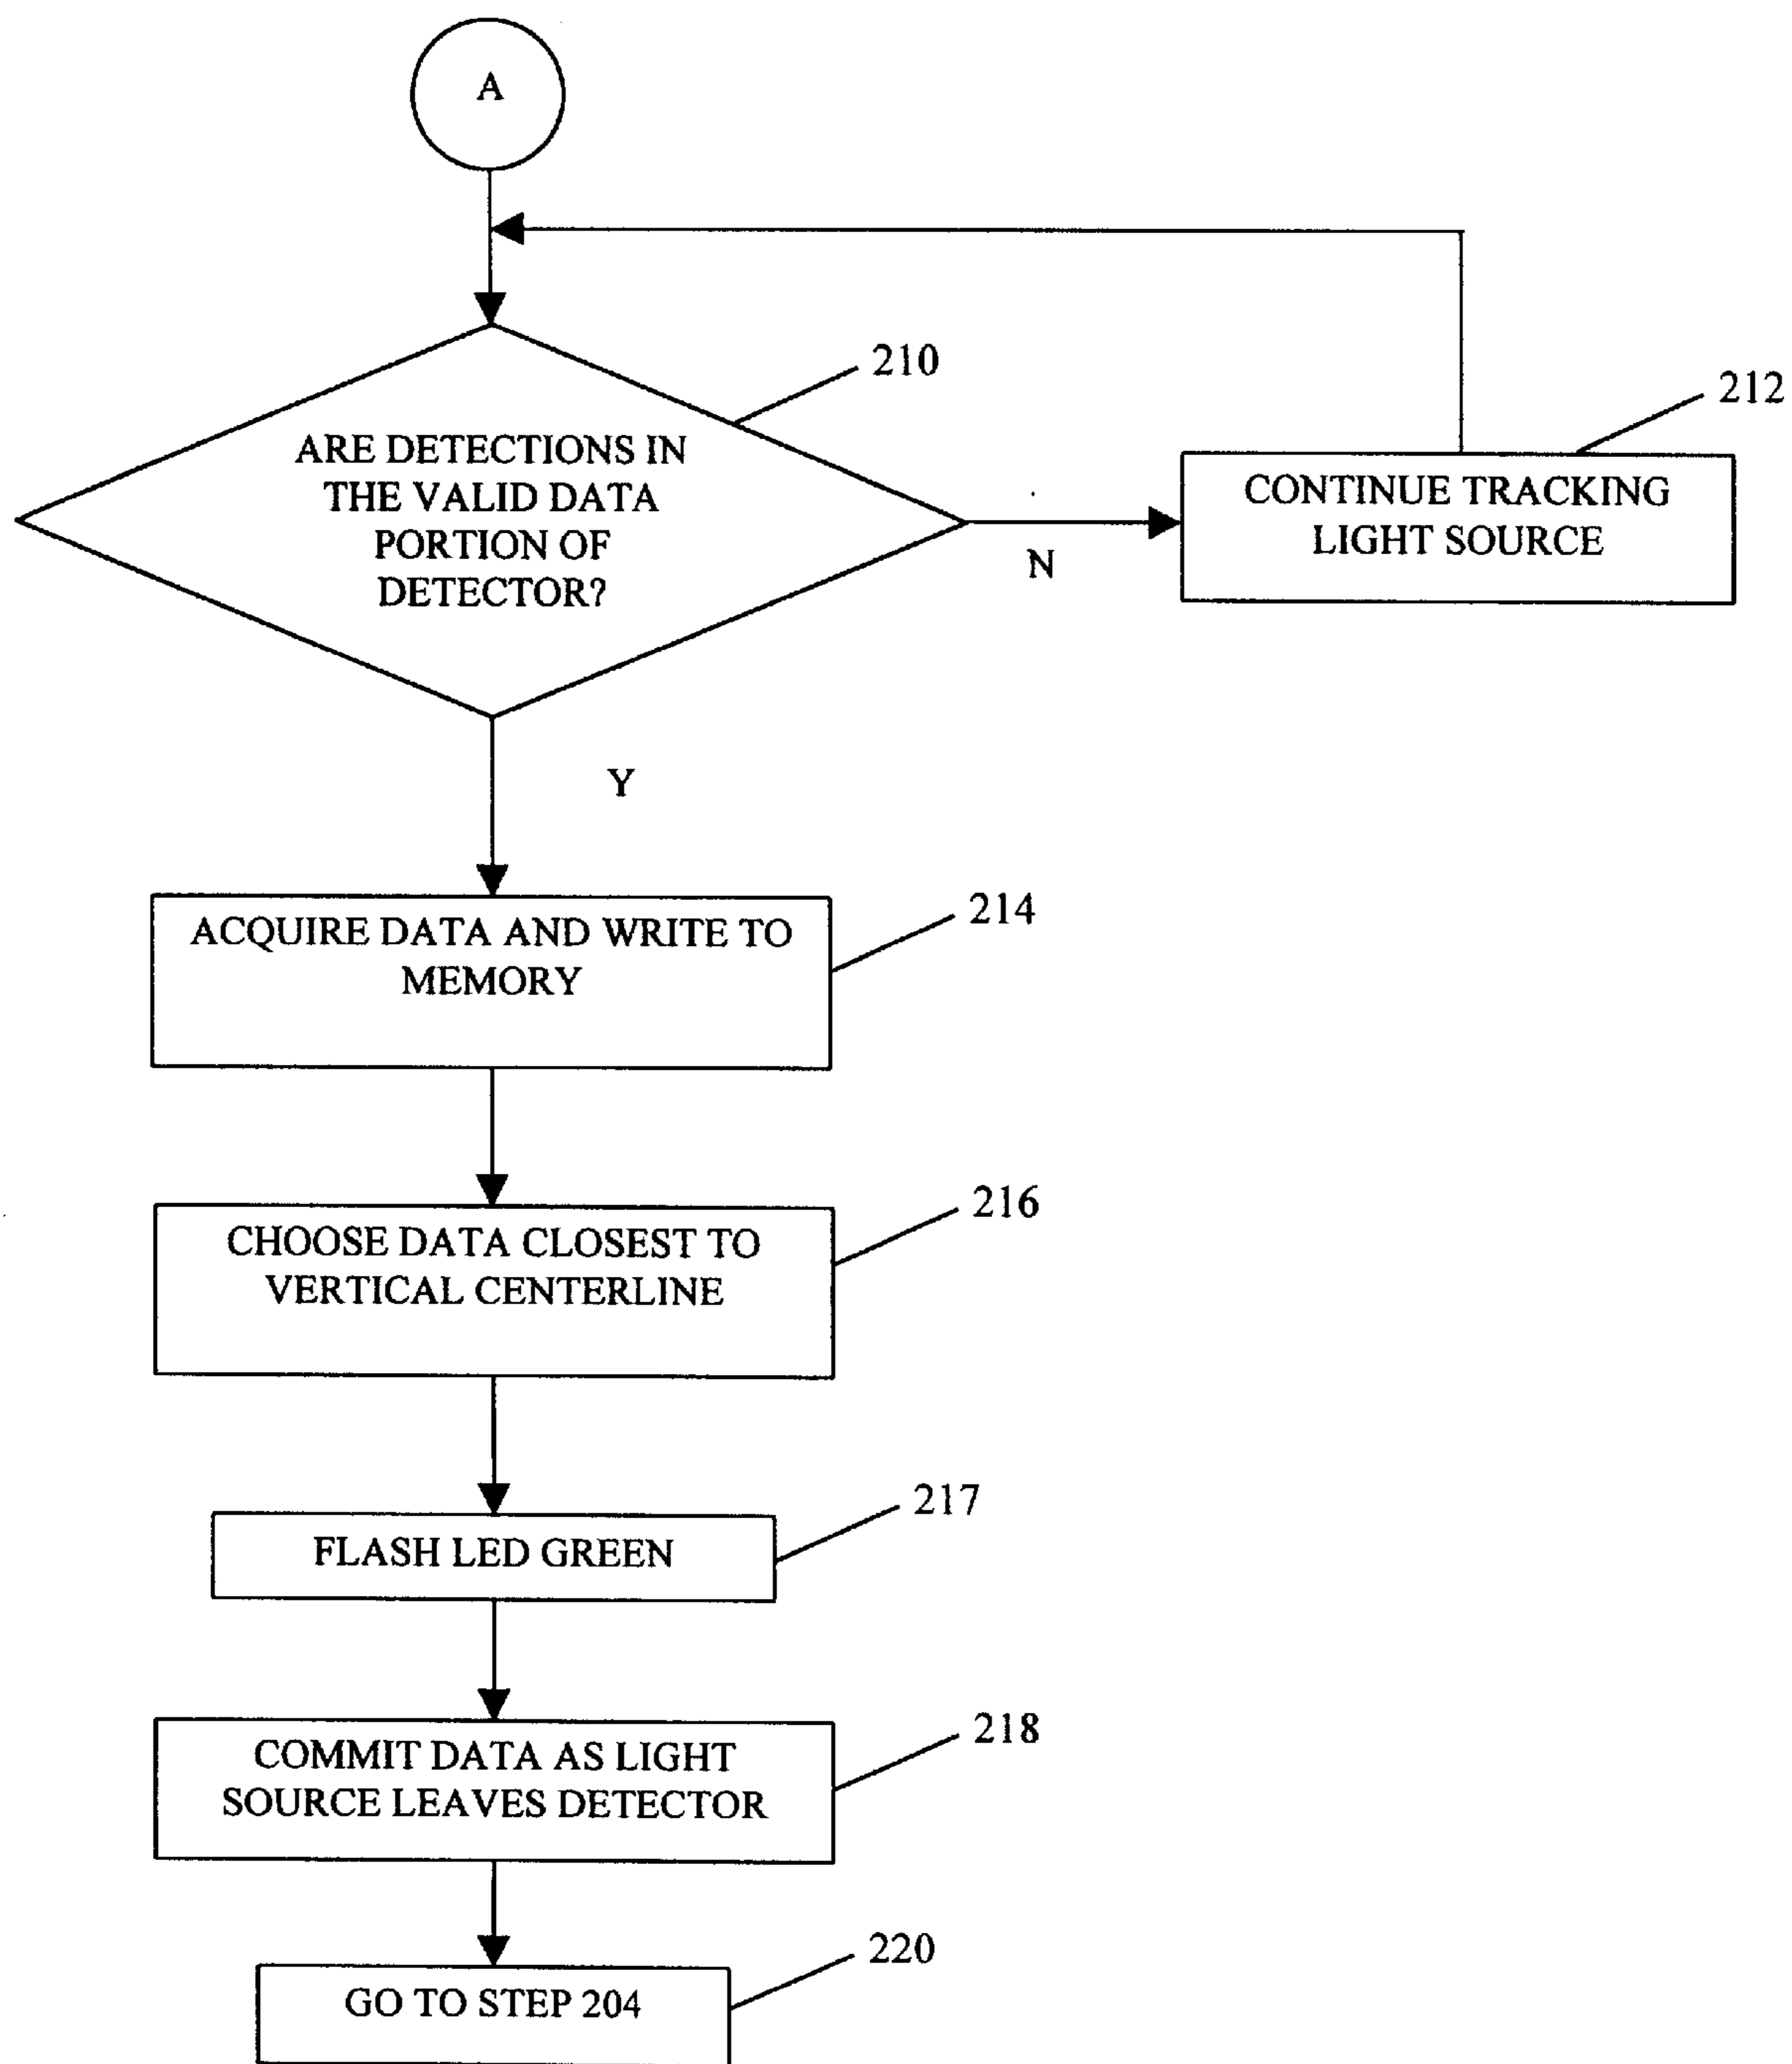 A
210
ARE DETECTIONS IN
THE VALID DATA
PORTION OF
DETECTOR?
212
CONTINUE TRACKING
LIGHT SOURCE
N
Y
214
ACQUIRE DATA AND WRITE TO
MEMORY
216
CHOOSE DATA CLOSEST TO
VERTICAL CENTERLINE
217
FLASH LED GREEN
218
COMMIT DATA AS LIGHT
SOURCE LEAVES DETECTOR
220
GO TO STEP 204